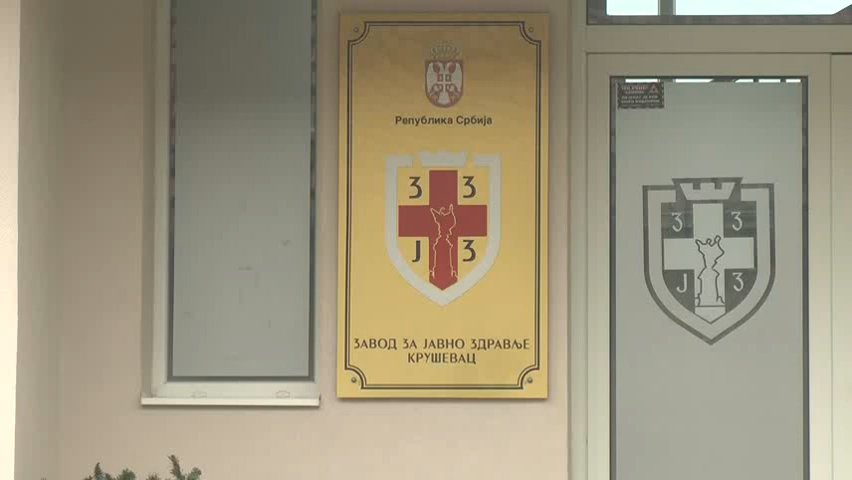 Република Србија
З З
Ј З
ЗАВОД ЗА ЈАВНО ЗДРАВЉЕ
КРУШЕВАЦ
З З
Ј З